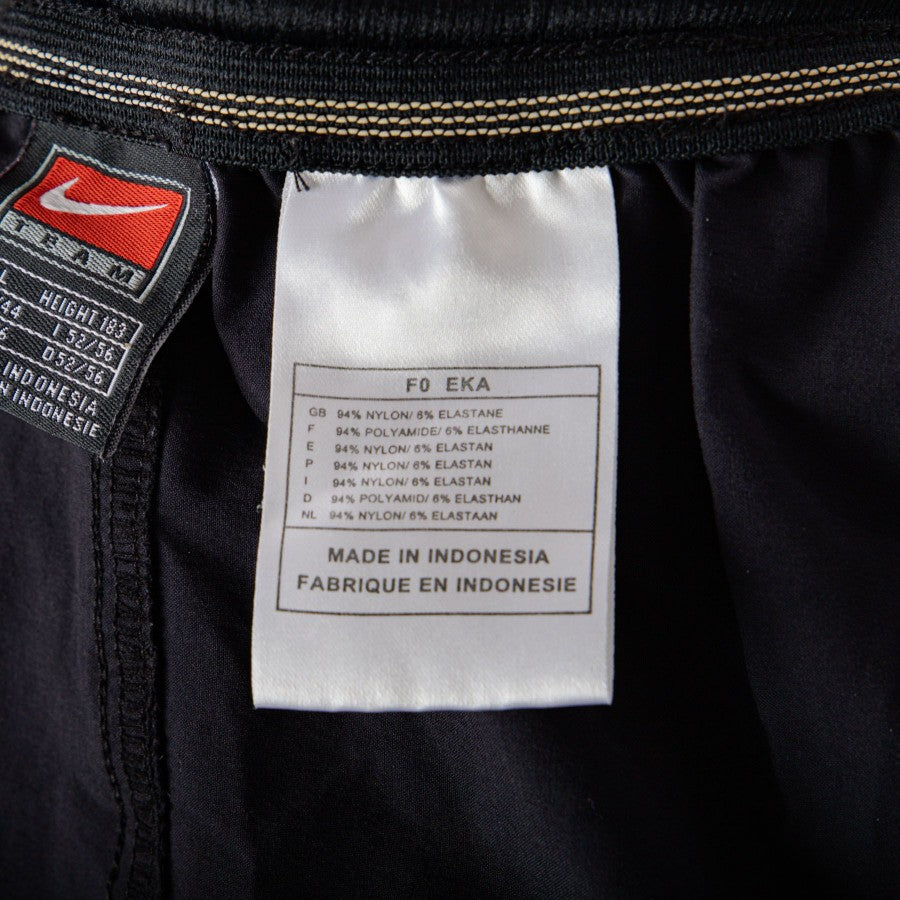 TEAM
HEIGHT 183
/44 I 52/56
6 D 52/56
INDONESIA
N INDONESIE
F0 EKA
GB 94% NYLON/ 6% ELASTANE
F 94% POLYAMIDE/ 6% ELASTHANNE
E 94% NYLON/ 6% ELASTAN
P 94% NYLON/ 6% ELASTAN
I 94% NYLON/ 6% ELASTAN
D 94% POLYAMID/ 6% ELASTHAN
NL 94% NYLON/ 6% ELASTAAN
MADE IN INDONESIA
FABRIQUE EN INDONESIE